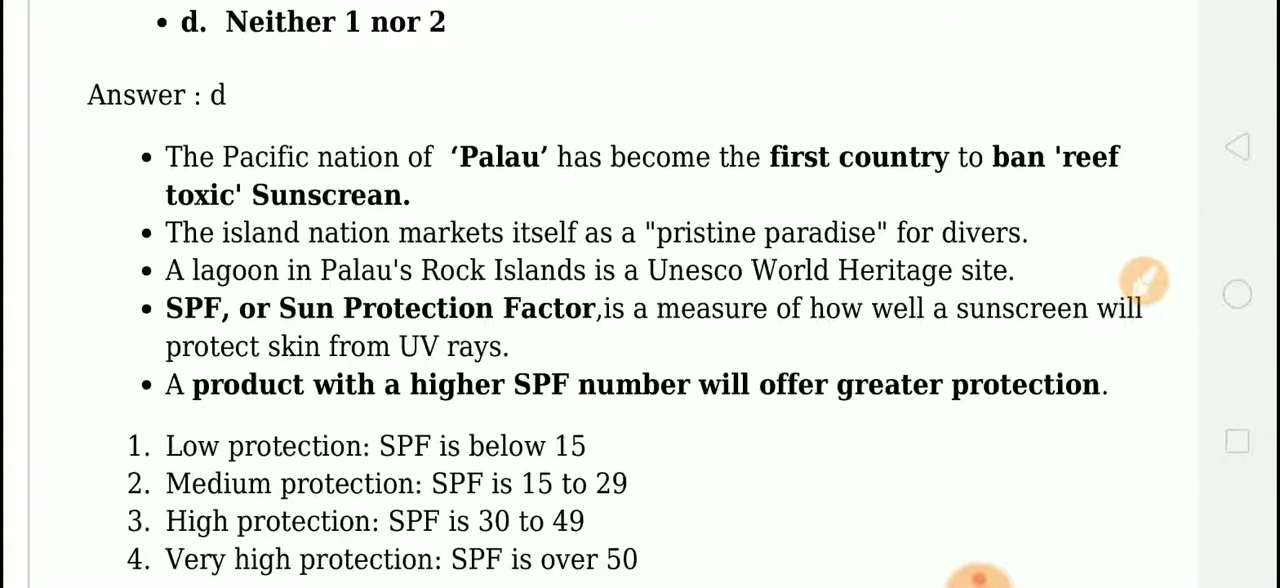 • d. Neither 1 nor 2
Answer : d
• The Pacific nation of ‘Palau’ has become the first country to ban 'reef
toxic' Sunscrean.
• The island nation markets itself as a "pristine paradise" for divers.
• A lagoon in Palau's Rock Islands is a Unesco World Heritage site.
• SPF, or Sun Protection Factor,is a measure of how well a sunscreen will
protect skin from UV rays.
• A product with a higher SPF number will offer greater protection.
1. Low protection: SPF is below 15
2. Medium protection: SPF is 15 to 29
3. High protection: SPF is 30 to 49
4. Very high protection: SPF is over 50